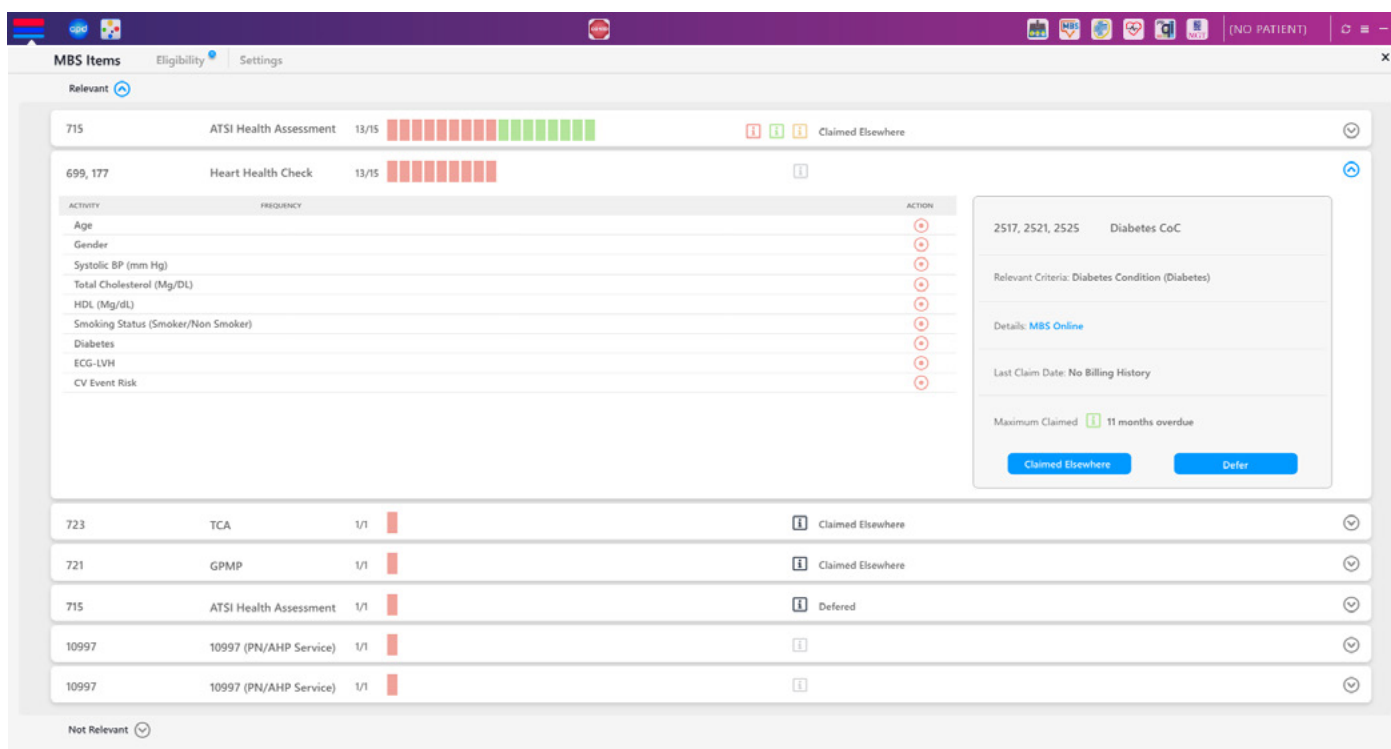 (NO PATIENT)
MBS Items Eligibility Settings
Relevant
715 ATSI Health Assessment 13/15 Claimed Elsewhere
699, 177 Heart Health Check 13/15
ACTIVITY FREQUENCY ACTION
Age
Gender
Systolic BP (mm Hg)
Total Cholesterol (Mg/DL)
HDL (Mg/dL)
Smoking Status (Smoker/Non Smoker)
Diabetes
ECG-LVH
CV Event Risk
2517, 2521, 2525 Diabetes CoC
Relevant Criteria: Diabetes Condition (Diabetes)
Details: MBS Online
Last Claim Date: No Billing History
Maximum Claimed 11 months overdue
Claimed Elsewhere Defer
723 TCA 1/1 Claimed Elsewhere
721 GPMP 1/1 Claimed Elsewhere
715 ATSI Health Assessment 1/1 Defered
10997 10997 (PN/AHP Service) 1/1
10997 10997 (PN/AHP Service) 1/1
Not Relevant